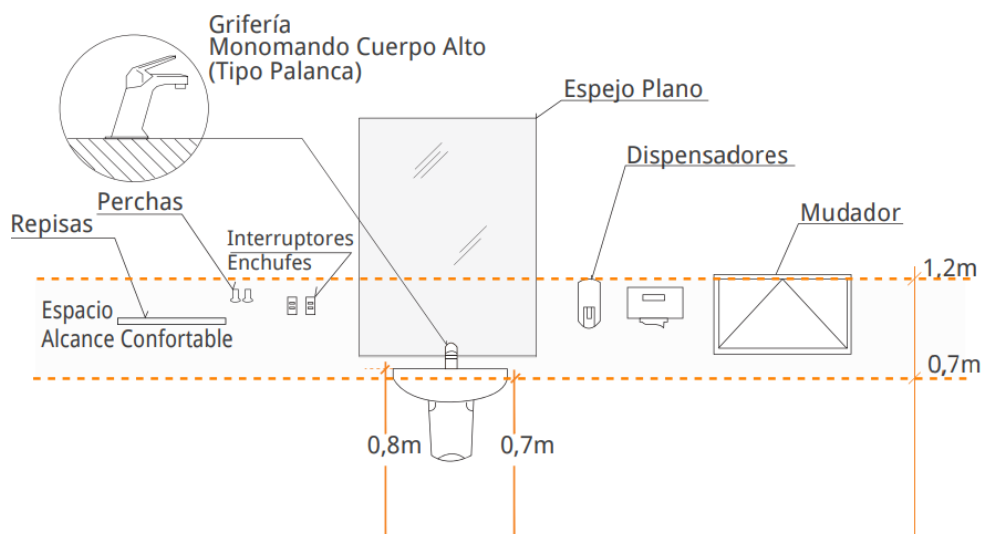 Grifería
Monomando Cuerpo Alto
(Tipo Palanca)
Espejo Plano
Dispensadores
Perchas
Mudador
Repisas
Interruptores
Enchufes
1,2m
Espacio
Alcance Confortable
0,7m
0,8m
0,7m